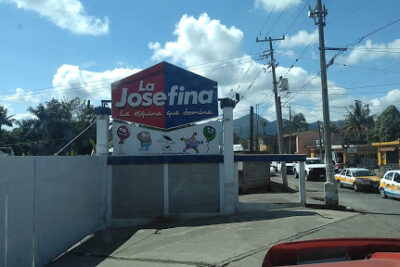 La
Josefina
La esquina que domina